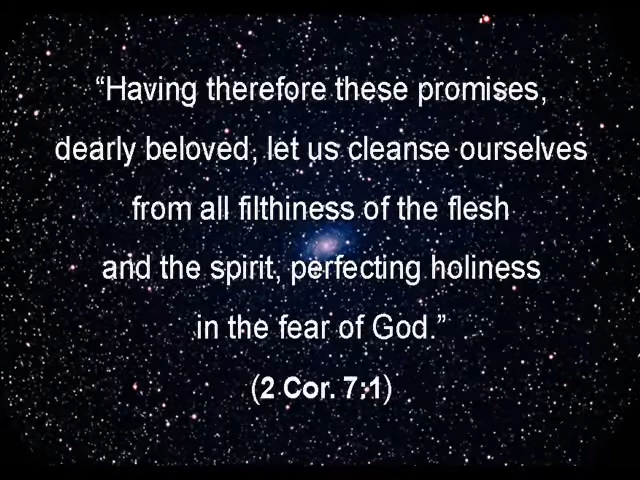 “Having therefore these promises,
dearly beloved, let us cleanse ourselves
from all filthiness of the flesh
and the spirit, perfecting holiness
in the fear of God.”
(2 Cor. 7:1)